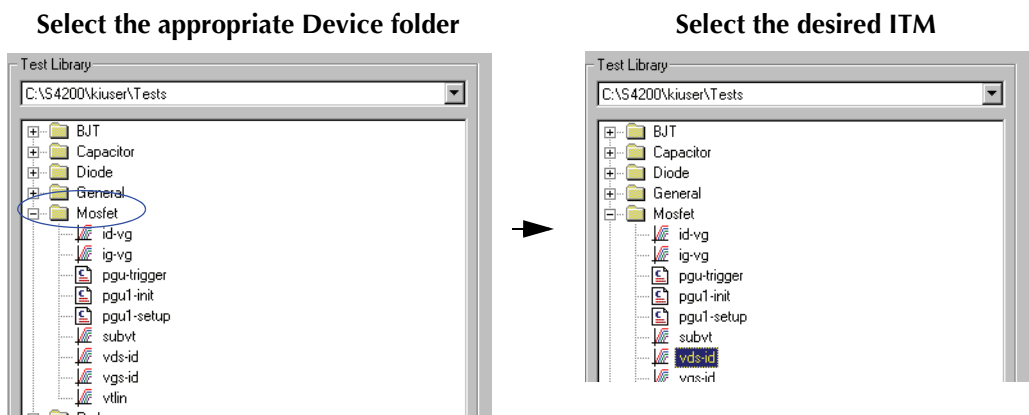 Select the appropriate Device folder
Test Library
C:\S4200\kiuser\Tests
BJT
Capacitor
Diode
General
Mosfet
id-vg
ig-vg
pgu-trigger
pgu1-init
pgu1-setup
subvt
vds-id
vgs-id
vtlin
Select the desired ITM
Test Library
C:\S4200\kiuser\Tests
BJT
Capacitor
Diode
General
Mosfet
id-vg
ig-vg
pgu-trigger
pgu1-init
pgu1-setup
subvt
vds-id
vgs-id